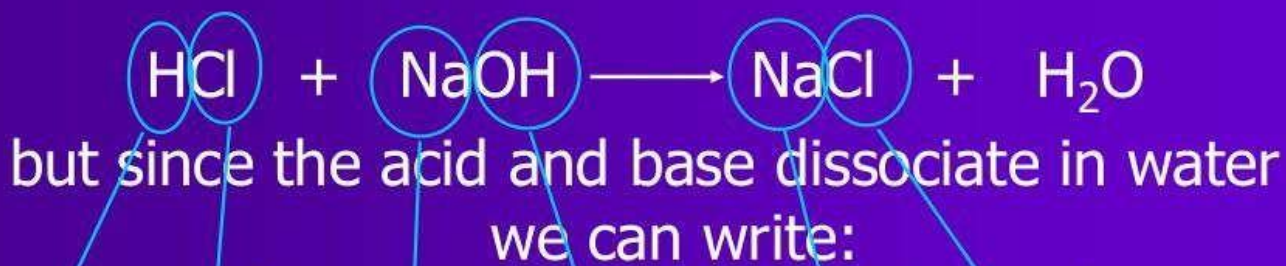 HCl + NaOH ⟶ NaCl + H₂O
but since the acid and base dissociate in water
we can write: